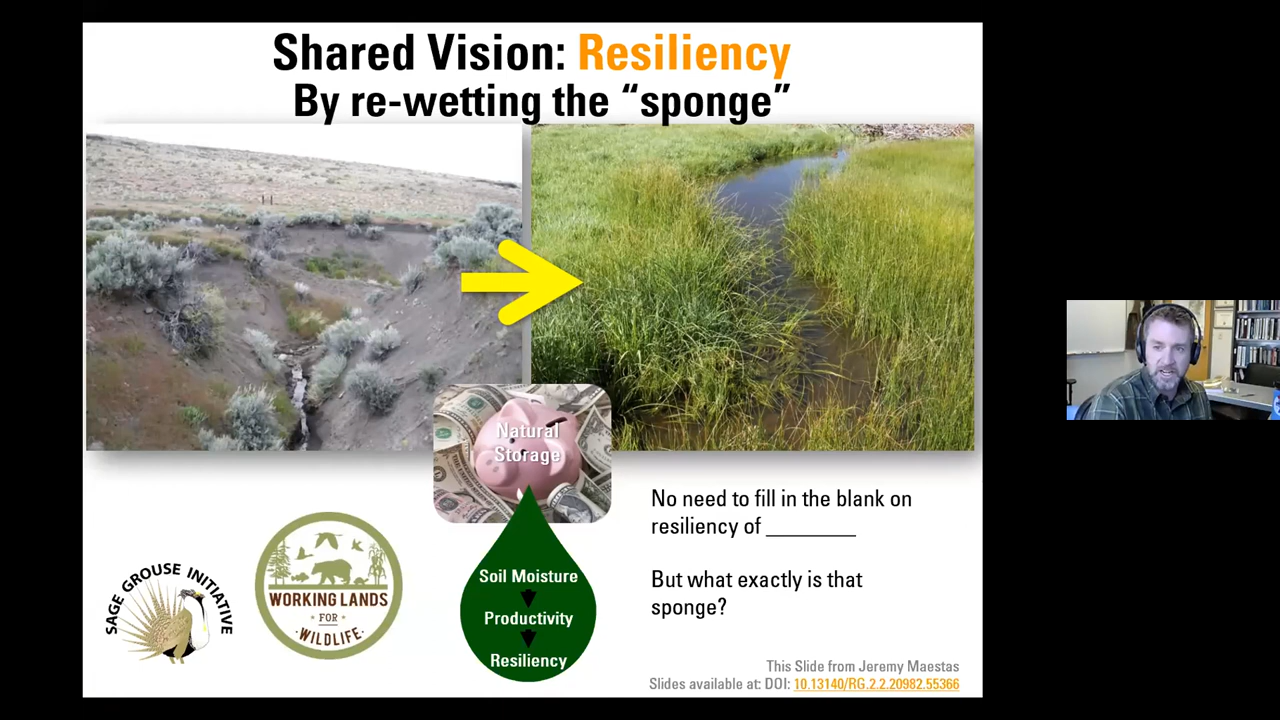 Shared Vision: Resiliency
By re-wetting the “sponge”
Natural
Storage
Soil Moisture
Productivity
Resiliency
No need to fill in the blank on
resiliency of ________
But what exactly is that
sponge?
SAGE GROUSE INITIATIVE
WORKING LANDS
FOR
WILDLIFE
This Slide from Jeremy Maestas
Slides available at: DOI: 10.13140/RG.2.2.20982.55366